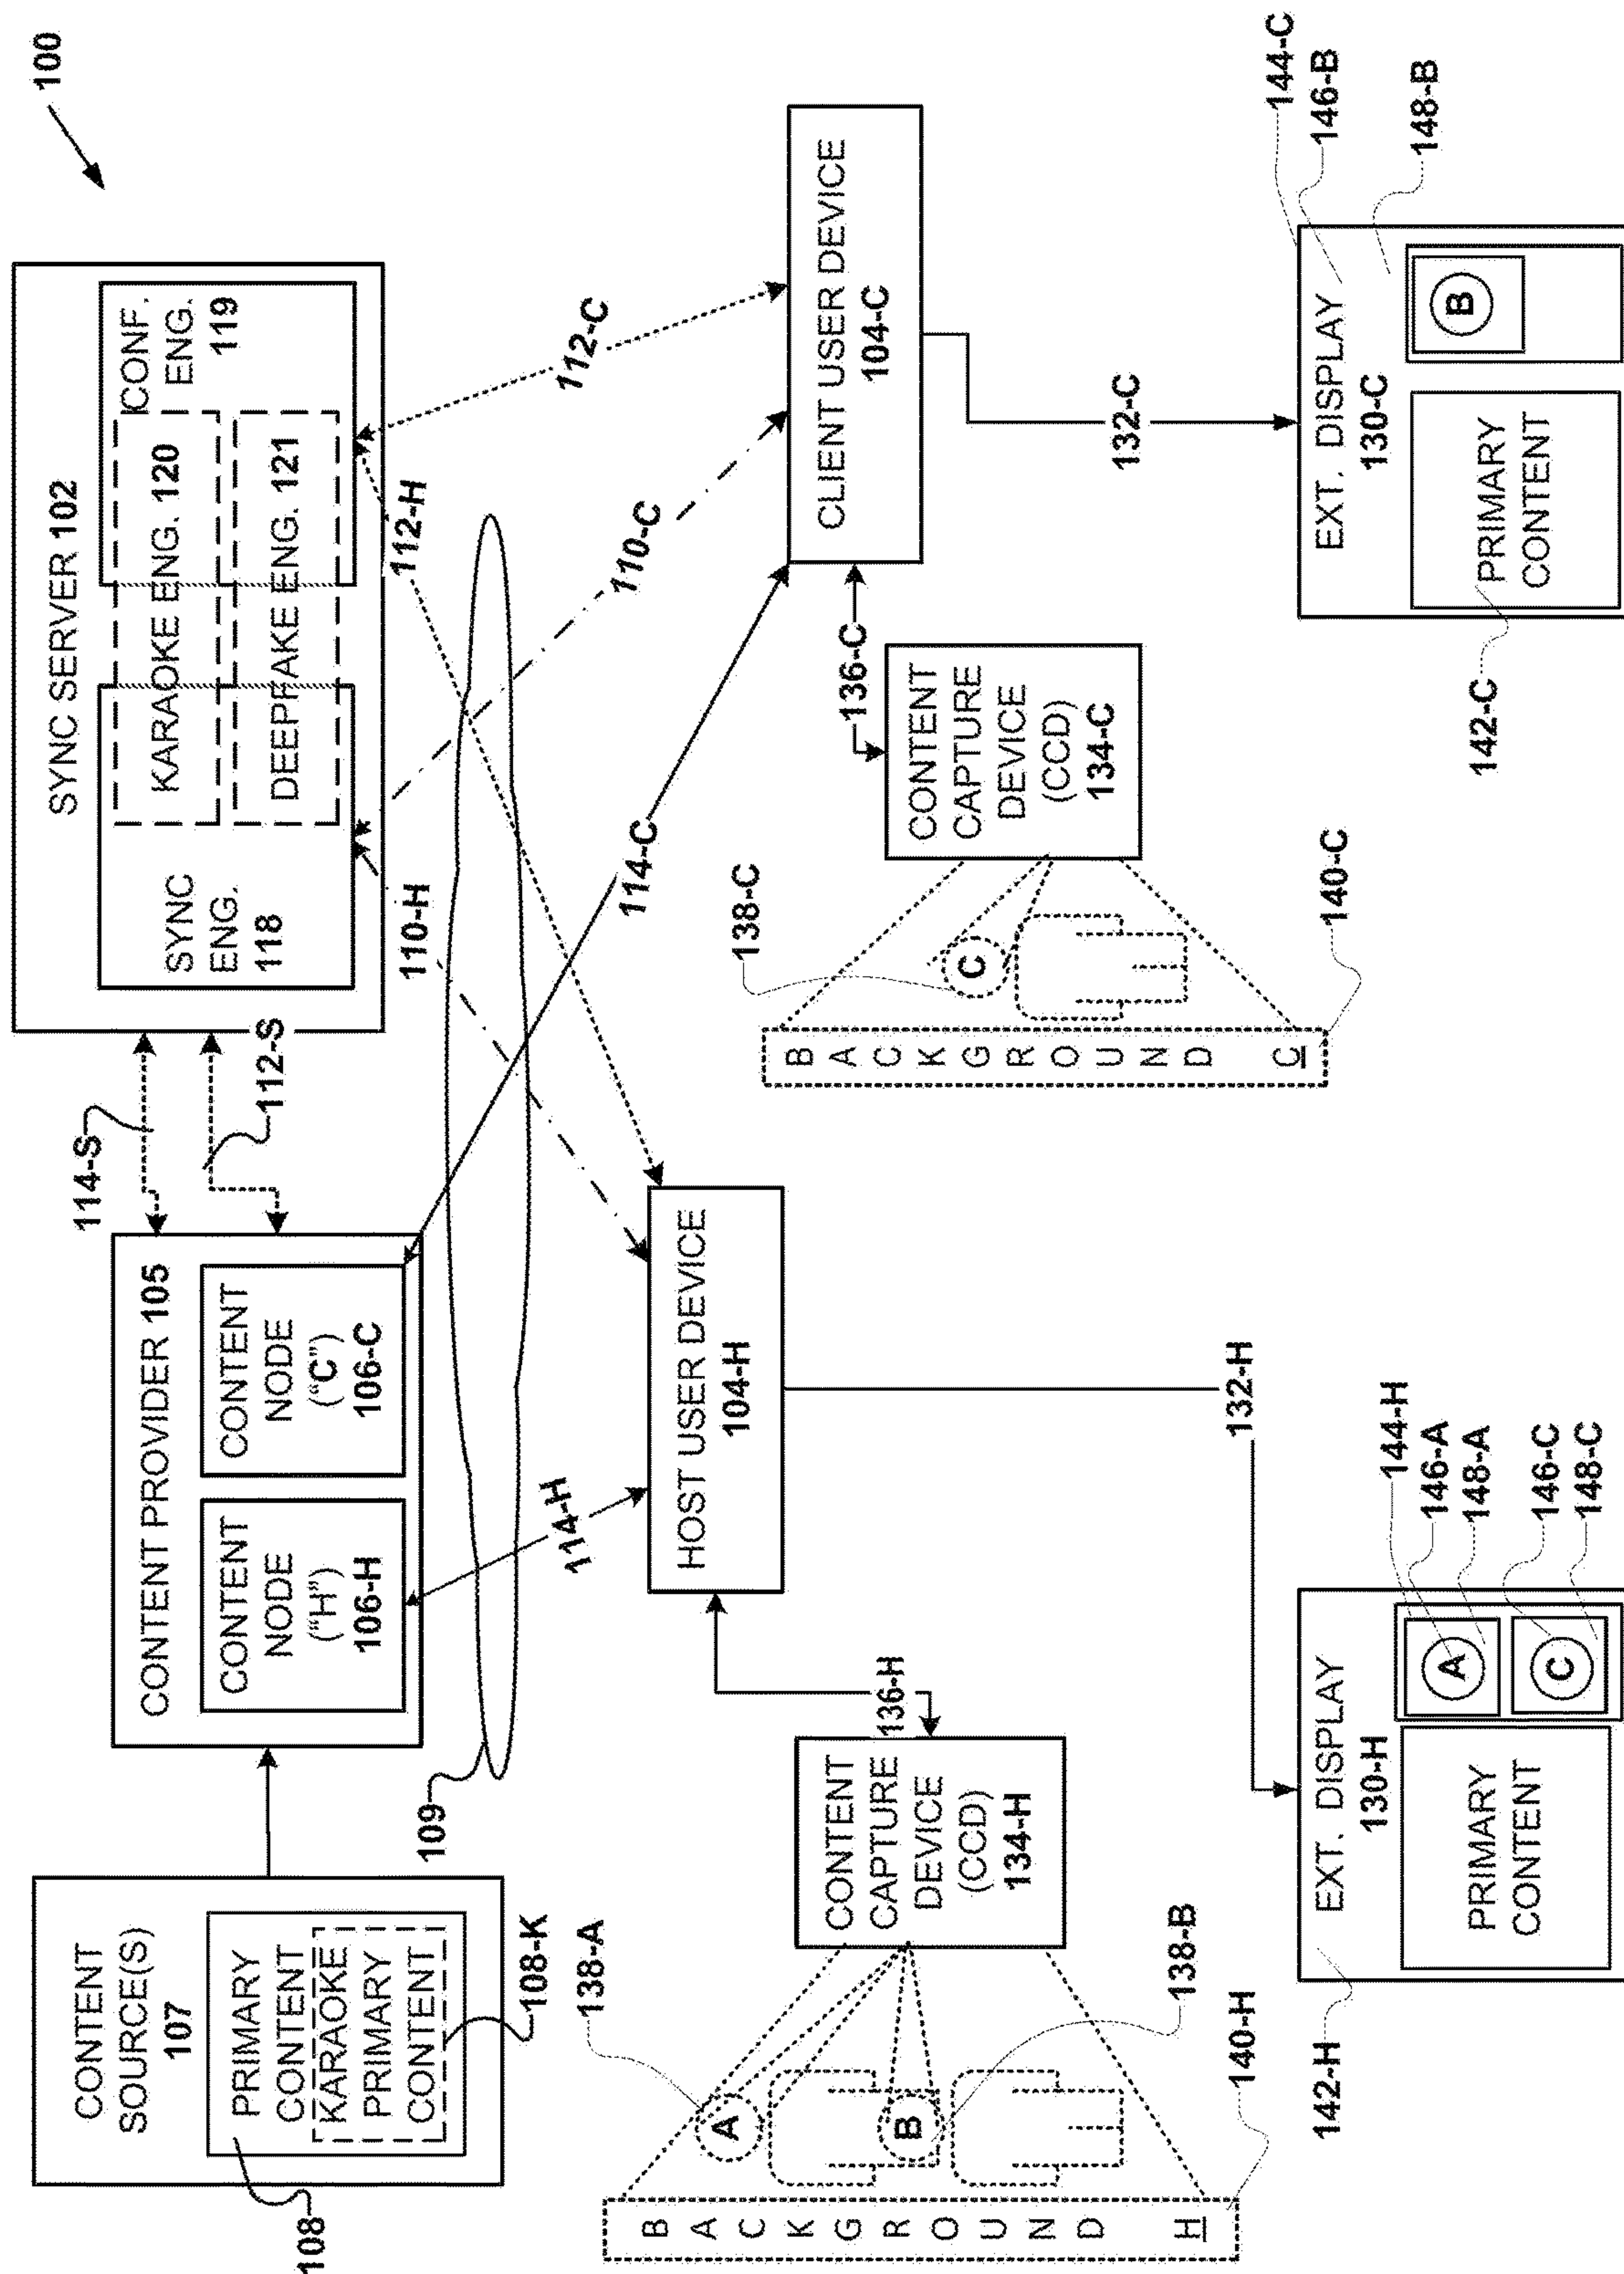 100
SYNC SERVER 102
SYNC
ENG.
118
KARAOKE ENG. 120
DEEPFAKE ENG. 121
CONF.
ENG.
119
114-S
112-S
CONTENT PROVIDER 105
CONTENT
NODE
("H")
106-H
CONTENT
NODE
("C")
106-C
CONTENT
SOURCE(S)
107
PRIMARY
CONTENT
KARAOKE
PRIMARY
CONTENT
108
108-K
109
110-H
112-H
110-C
112-C
114-H
114-C
HOST USER DEVICE
104-H
CLIENT USER DEVICE
104-C
136-H
CONTENT
CAPTURE
DEVICE
(CCD)
134-H
138-A
A
B
138-B
BACKGROUND H
140-H
132-H
EXT. DISPLAY
130-H
PRIMARY
CONTENT
A
C
142-H
144-H
146-A
148-A
146-C
148-C
136-C
CONTENT
CAPTURE
DEVICE
(CCD)
134-C
138-C
C
BACKGROUND C
140-C
132-C
EXT. DISPLAY
130-C
PRIMARY
CONTENT
B
142-C
144-C
146-B
148-B